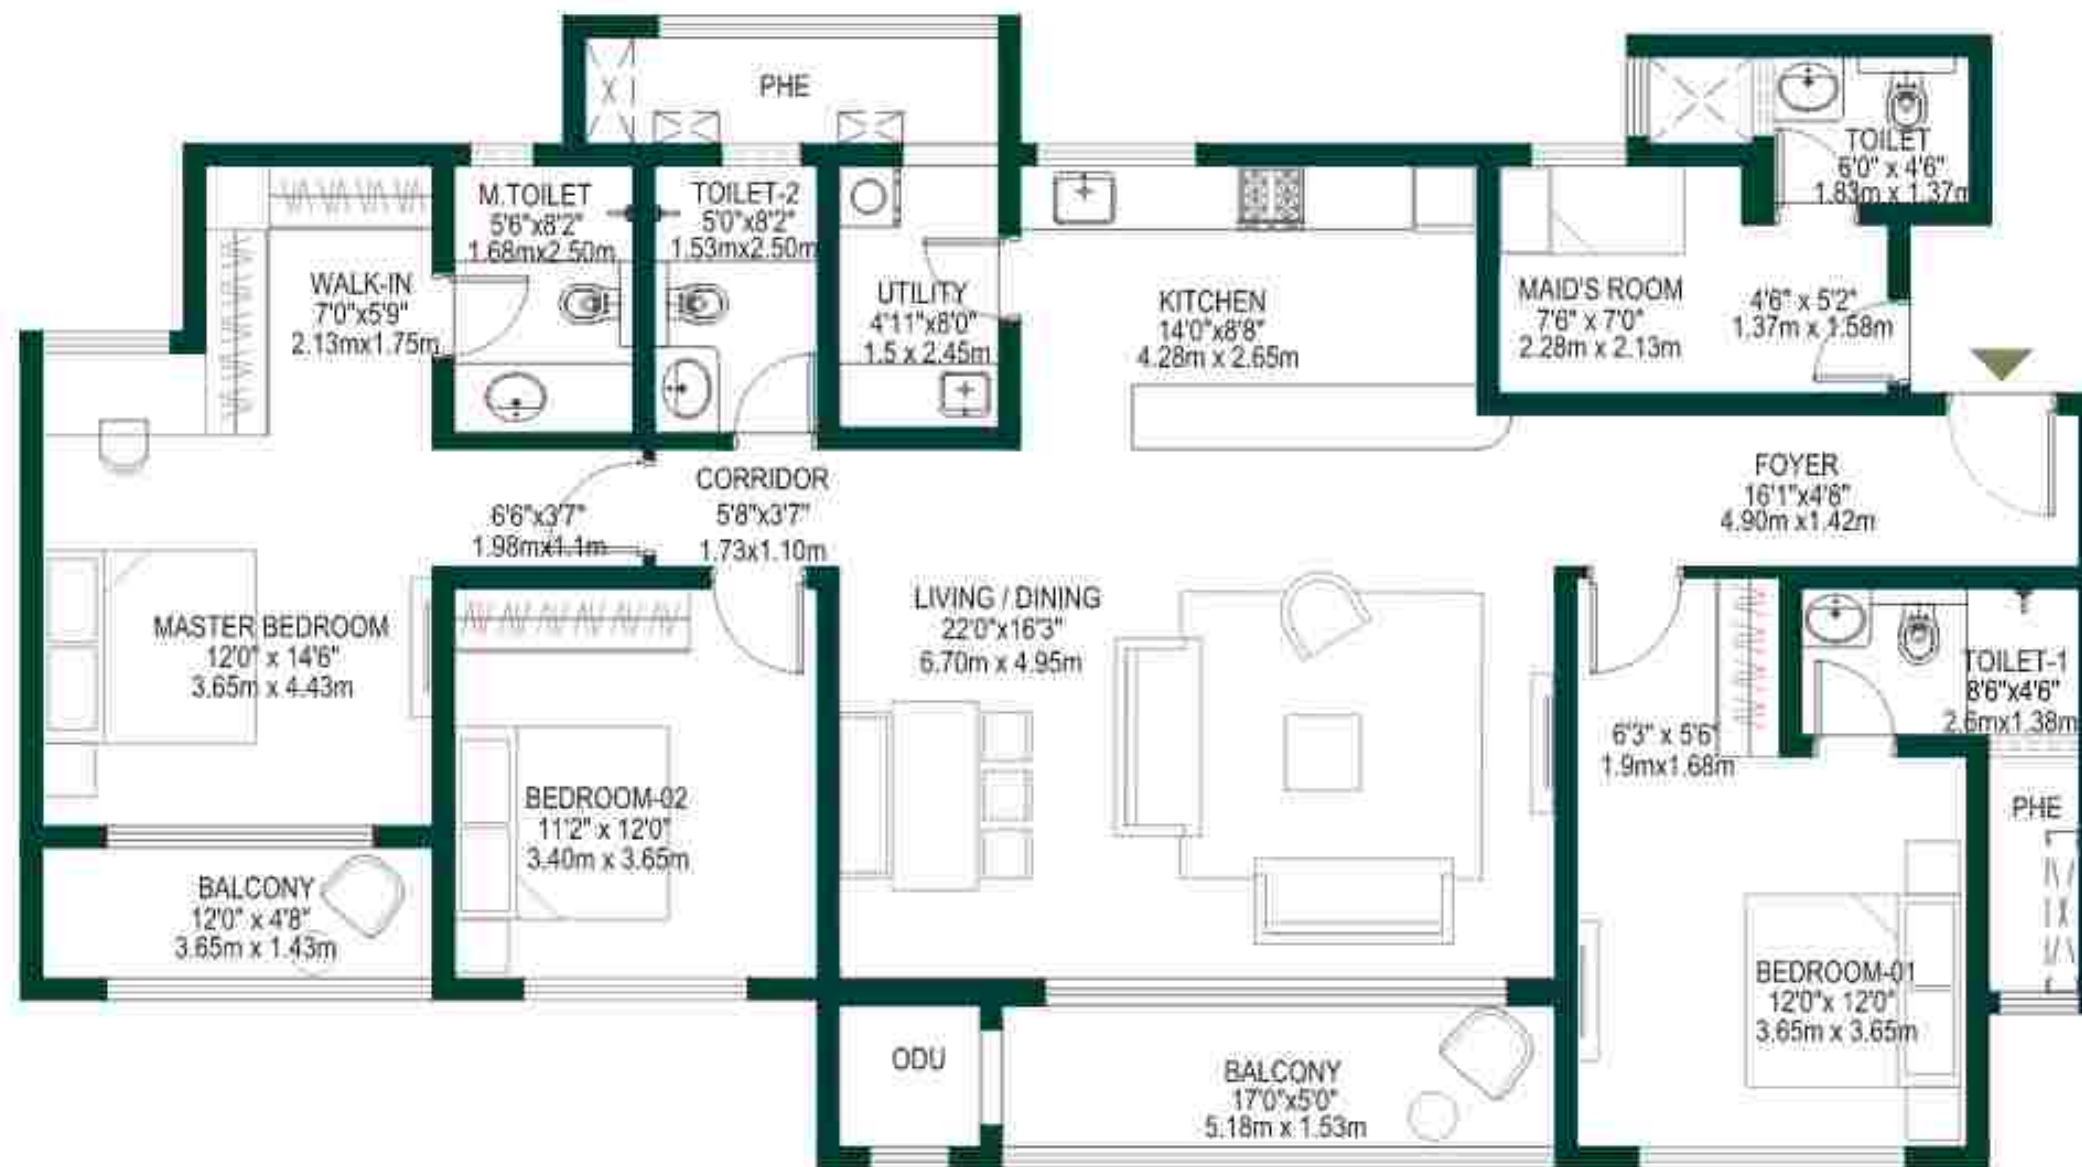 PHE
TOILET
6'0" x 4'6"
1.83m x 1.37m
M.TOILET
5'6"x8'2"
1.68mx2.50m
TOILET-2
5'0"x8'2"
1.53mx2.50m
WALK-IN
7'0"x5'9"
2.13mx1.75m
UTILITY
4'11"x8'0"
1.5 x 2.45m
KITCHEN
14'0"x8'8"
4.28m x 2.65m
MAID'S ROOM
7'6" x 7'0"
2.28m x 2.13m
4'6" x 5'2"
1.37m x 1.58m
CORRIDOR
5'8"x3'7"
1.73x1.10m
6'6"x3'7"
1.98mx1.1m
FOYER
16'1"x4'8"
4.90m x1.42m
MASTER BEDROOM
12'0" x 14'6"
3.65m x 4.43m
LIVING / DINING
22'0"x16'3"
6.70m x 4.95m
TOILET-1
8'6"x4'6"
2.6mx1.38m
6'3" x 5'6"
1.9mx1.68m
BEDROOM-02
11'2" x 12'0"
3.40m x 3.65m
PHE
BALCONY
12'0" x 4'8"
3.65m x 1.43m
BEDROOM-01
12'0"x 12'0"
3.65m x 3.65m
ODU
BALCONY
17'0"x5'0"
5.18m x 1.53m